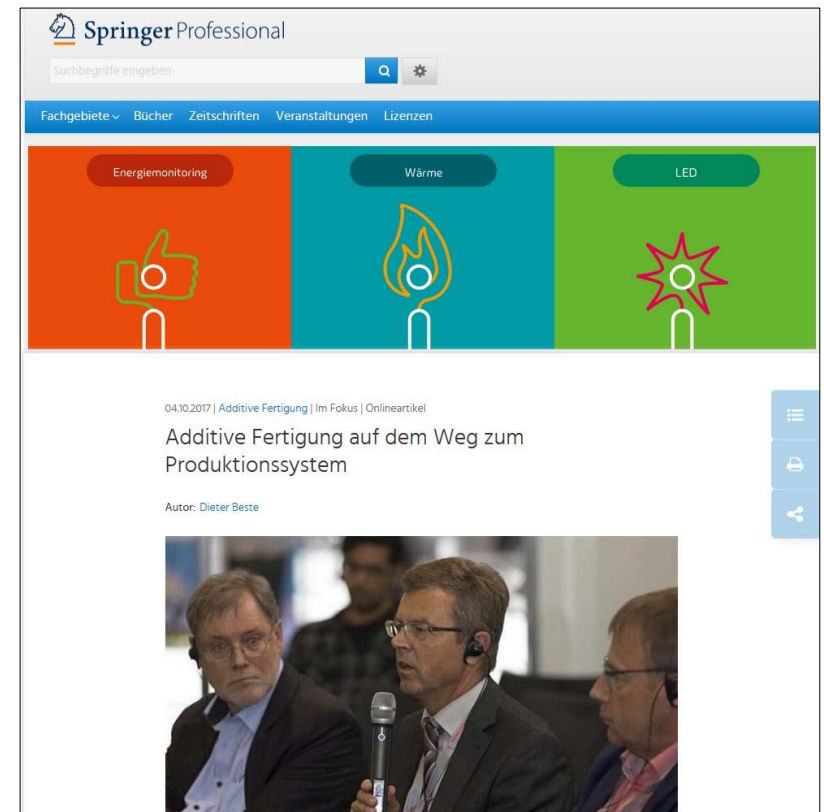 Springer Professional
Suchbegriffe eingeben
Fachgebiete Bücher Zeitschriften Veranstaltungen Lizenzen
Energiemonitoring
Wärme
LED
04.10.2017 | Additive Fertigung | Im Fokus | Onlineartikel
Additive Fertigung auf dem Weg zum
Produktionssystem
Autor: Dieter Beste